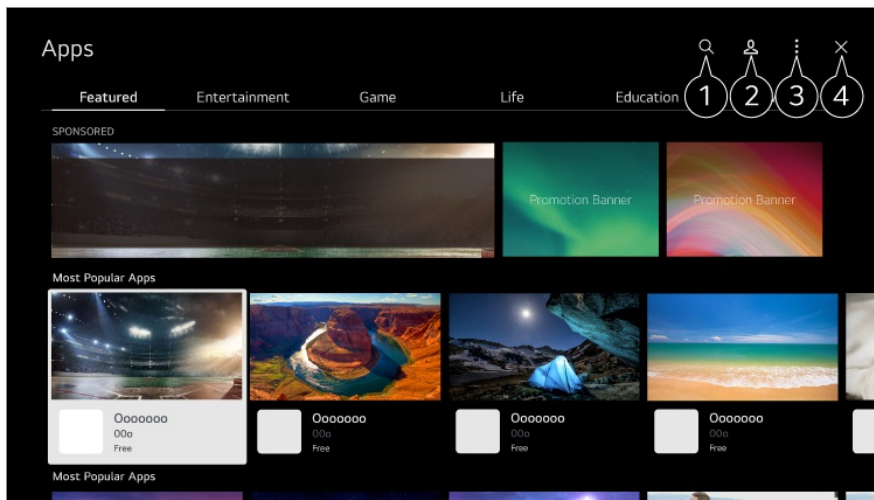 Apps
1 2 3 4
Featured Entertainment Game Life Education
SPONSORED
Promotion Banner Promotion Banner
Most Popular Apps
Ooooooo Ooooooo Ooooooo Ooooooo
00o 00o 00o 00o
Free Free Free Free
Most Popular Apps